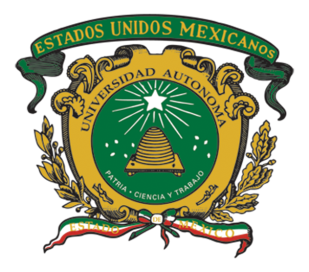 ESTADOS UNIDOS MEXICANOS
UNIVERSIDAD AUTONOMA
PATRIA • CIENCIA Y TRABAJO
ESTADO DE MEXICO